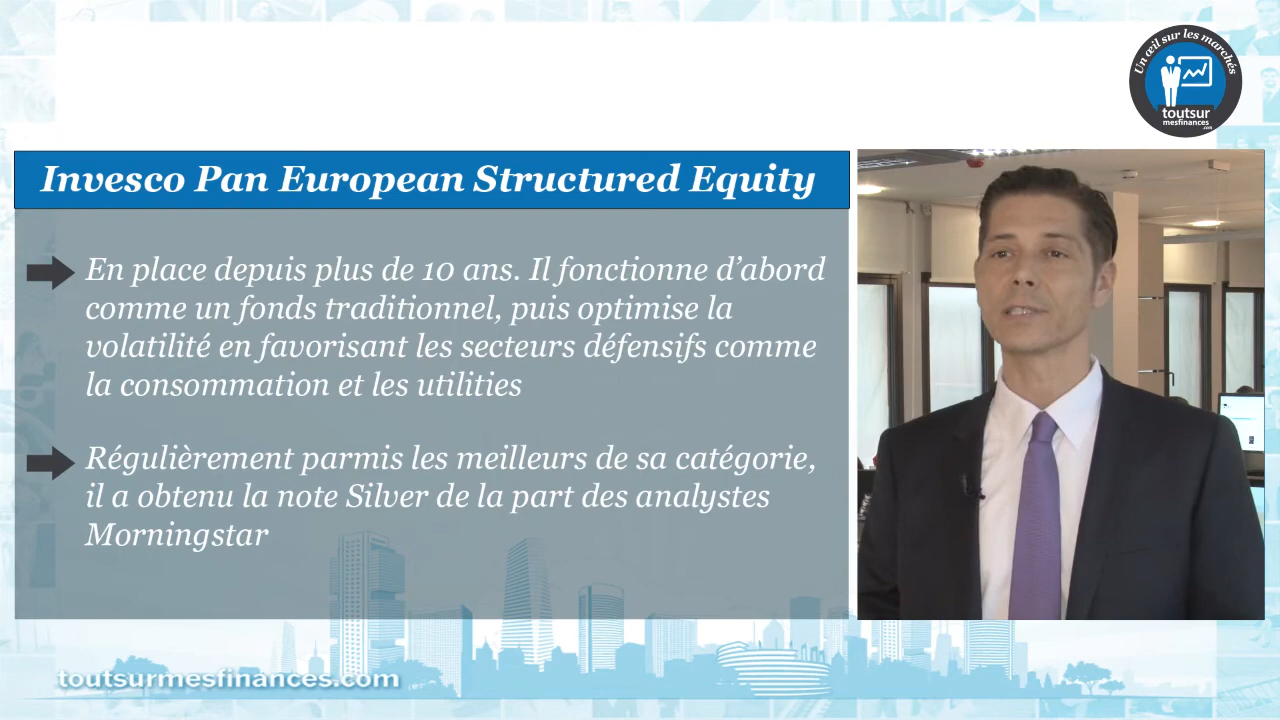 Un œil sur les marchés
toutsur
mesfinances
.com
Invesco Pan European Structured Equity
En place depuis plus de 10 ans. Il fonctionne d’abord
comme un fonds traditionnel, puis optimise la
volatilité en favorisant les secteurs défensifs comme
la consommation et les utilities
Régulièrement parmis les meilleurs de sa catégorie,
il a obtenu la note Silver de la part des analystes
Morningstar
toutsurmesfinances.com